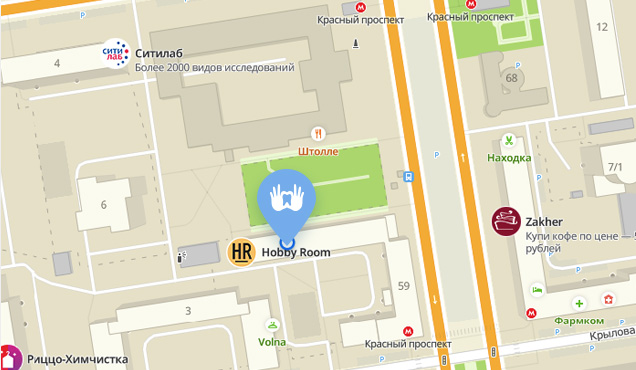 Красный проспект
Красный проспект
12
СИТИ
ЛАБ
Ситилаб
Более 2000 видов исследований
4
68
Штолле
Находка
7/1
6
Zakher
Купи кофе по цене — 5
рублей
HR
Hobby Room
59
3
Volna
Фармком
Красный проспект
Крылова
Риццо-Химчистка